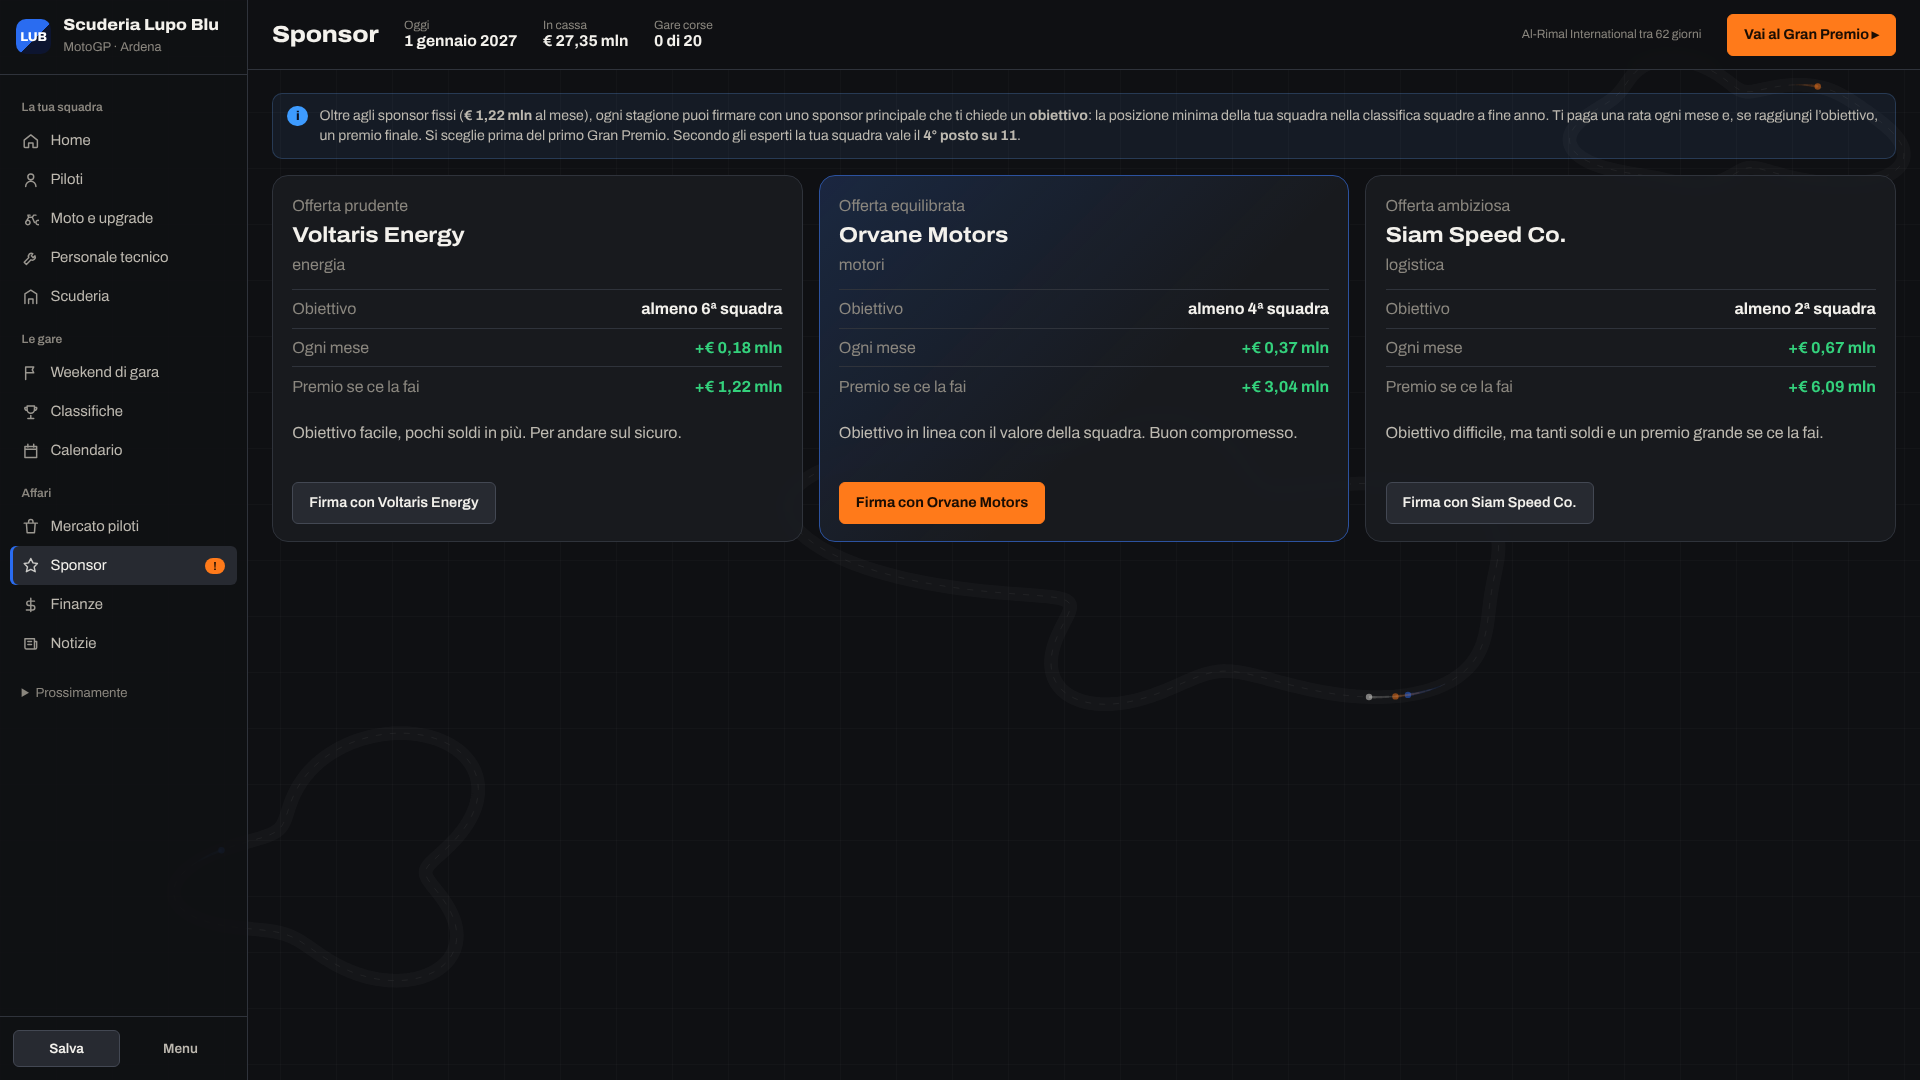 LUB
Scuderia Lupo Blu
MotoGP · Ardena
La tua squadra
Home
Piloti
Moto e upgrade
Personale tecnico
Scuderia
Le gare
Weekend di gara
Classifiche
Calendario
Affari
Mercato piloti
Sponsor !
Finanze
Notizie
▶ Prossimamente
Salva Menu
Sponsor
Oggi
1 gennaio 2027
In cassa
€ 27,35 mln
Gare corse
0 di 20
Al-Rimal International tra 62 giorni
Vai al Gran Premio ▸
i
Oltre agli sponsor fissi (€ 1,22 mln al mese), ogni stagione puoi firmare con uno sponsor principale che ti chiede un obiettivo: la posizione minima della tua squadra nella classifica squadre a fine anno. Ti paga una rata ogni mese e, se raggiungi l'obiettivo,
un premio finale. Si sceglie prima del primo Gran Premio. Secondo gli esperti la tua squadra vale il 4° posto su 11.
Offerta prudente
Voltaris Energy
energia
Obiettivo almeno 6ª squadra
Ogni mese +€ 0,18 mln
Premio se ce la fai +€ 1,22 mln
Obiettivo facile, pochi soldi in più. Per andare sul sicuro.
Firma con Voltaris Energy
Offerta equilibrata
Orvane Motors
motori
Obiettivo almeno 4ª squadra
Ogni mese +€ 0,37 mln
Premio se ce la fai +€ 3,04 mln
Obiettivo in linea con il valore della squadra. Buon compromesso.
Firma con Orvane Motors
Offerta ambiziosa
Siam Speed Co.
logistica
Obiettivo almeno 2ª squadra
Ogni mese +€ 0,67 mln
Premio se ce la fai +€ 6,09 mln
Obiettivo difficile, ma tanti soldi e un premio grande se ce la fai.
Firma con Siam Speed Co.